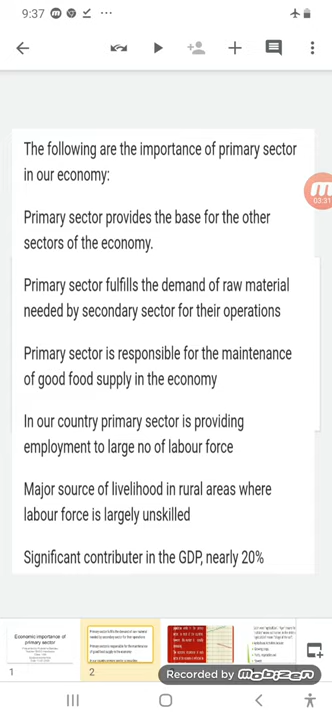 9:37
The following are the importance of primary sector
in our economy:
Primary sector provides the base for the other
sectors of the economy.
Primary sector fulfills the demand of raw material
needed by secondary sector for their operations
Primary sector is responsible for the maintenance
of good food supply in the economy
In our country primary sector is providing
employment to large no of labour force
Major source of livelihood in rural areas where
labour force is largely unskilled
Significant contributer in the GDP, nearly 20%
03:31
Economic importance of
primary sector
1
2
3
4
RECORDED WITH
mobizen